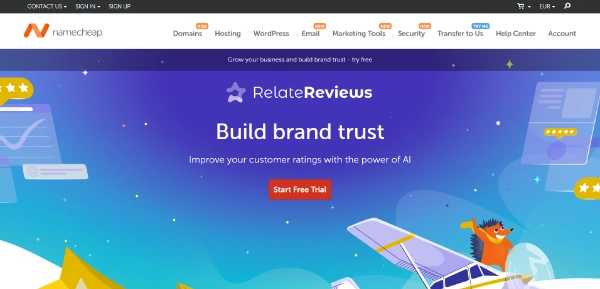 CONTACT US SIGN IN SIGN UP EUR
namecheap
NEW NEW NEW NEW TRY ME
Domains Hosting WordPress Email Marketing Tools Security Transfer to Us Help Center Account
Grow your business and build brand trust - try free
RelateReviews
Build brand trust
Improve your customer ratings with the power of AI
Start Free Trial